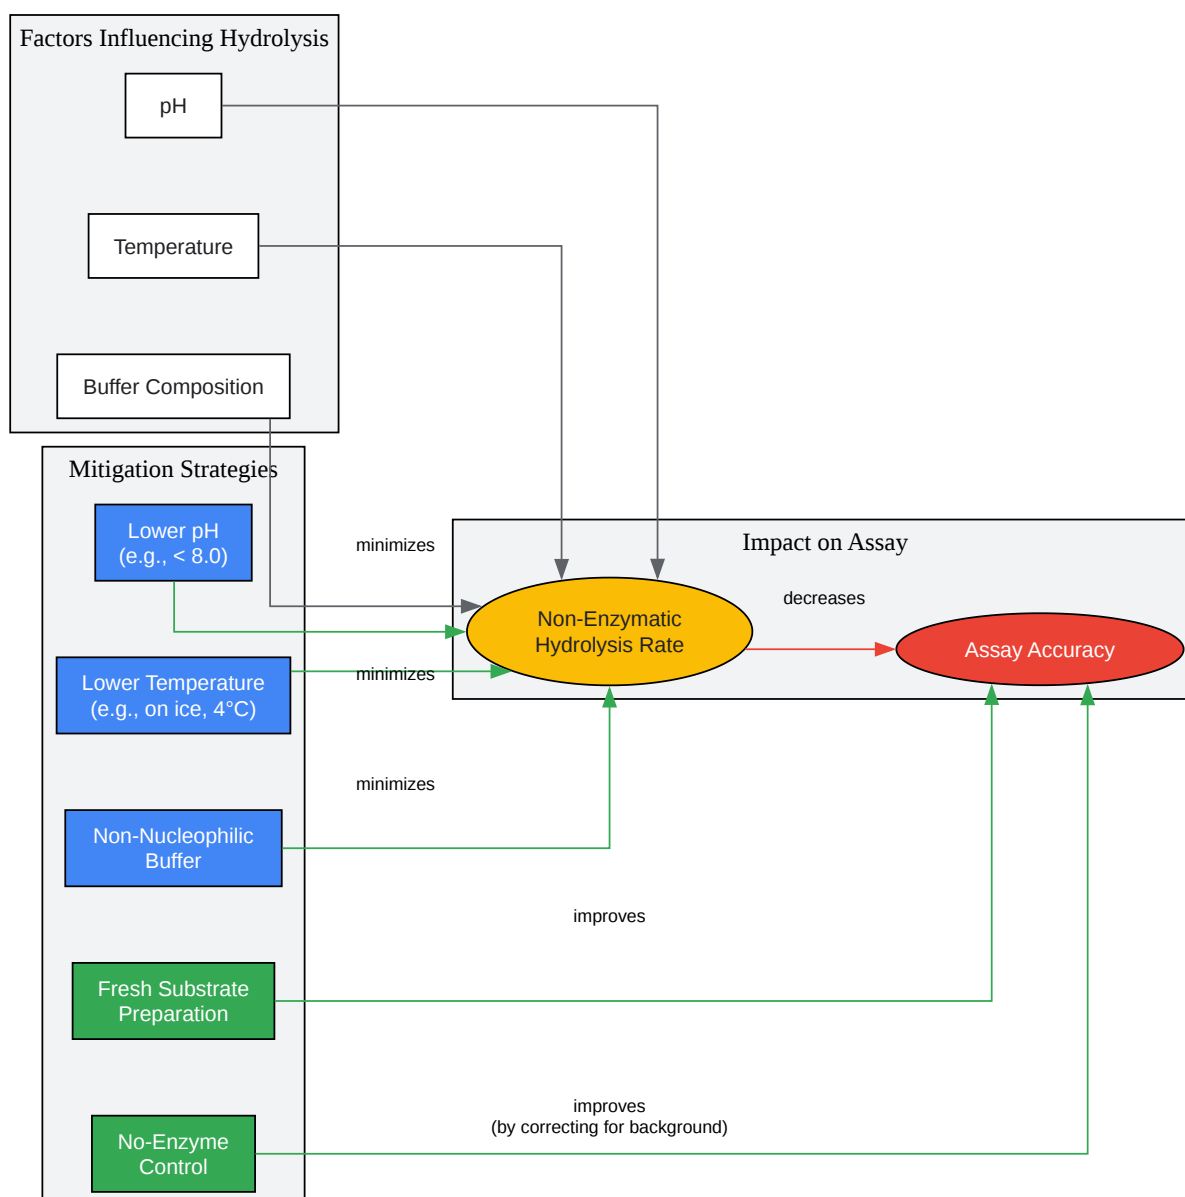 Factors Influencing Hydrolysis
pH
Temperature
Buffer Composition
Mitigation Strategies
Lower pH
(e.g., < 8.0)
minimizes
Impact on Assay
Non-Enzymatic
Hydrolysis Rate
decreases
Assay Accuracy
Lower Temperature
(e.g., on ice, 4°C)
minimizes
Non-Nucleophilic
Buffer
minimizes
Fresh Substrate
Preparation
improves
No-Enzyme
Control
improves
(by correcting for background)